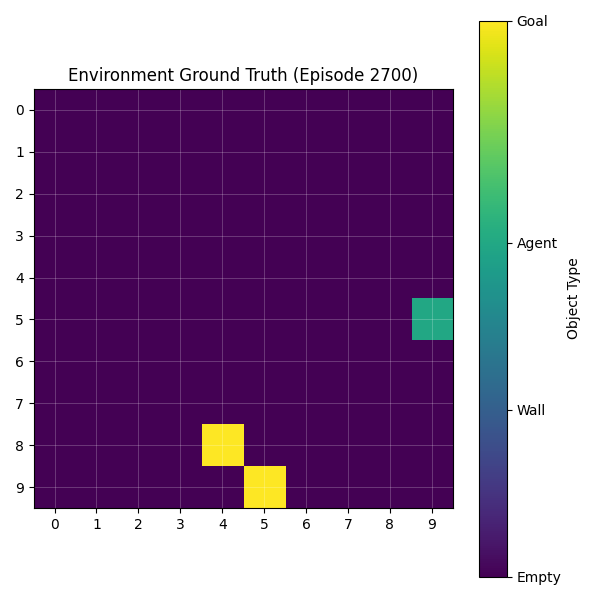 Environment Ground Truth (Episode 2700)
0
1
2
3
4
5
6
7
8
9
0 1 2 3 4 5 6 7 8 9
Goal
Agent
Wall
Empty
Object Type